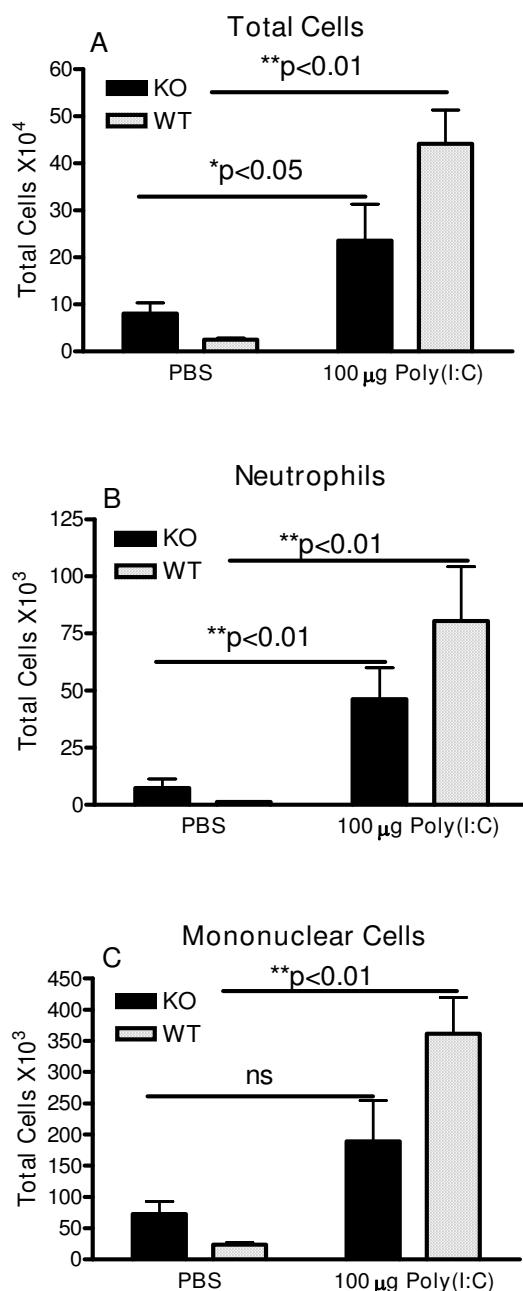 A
Total Cells
KO
WT
**p<0.01
*p<0.05
60
50
40
30
20
10
0
Total Cells X10⁴
PBS
100 μg Poly(I:C)
B
Neutrophils
KO
WT
**p<0.01
**p<0.01
125
100
75
50
25
0
Total Cells X10³
PBS
100 μg Poly(I:C)
C
Mononuclear Cells
KO
WT
**p<0.01
ns
450
400
350
300
250
200
150
100
50
0
Total Cells X10³
PBS
100 μg Poly(I:C)